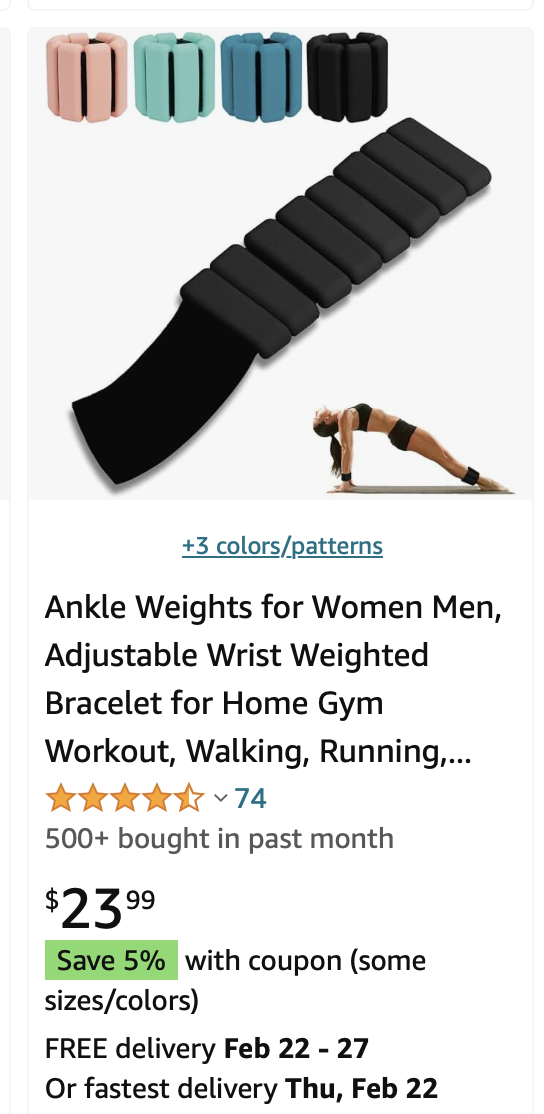 +3 colors/patterns
Ankle Weights for Women Men,
Adjustable Wrist Weighted
Bracelet for Home Gym
Workout, Walking, Running,...
74
500+ bought in past month
$23.99
Save 5% with coupon (some
sizes/colors)
FREE delivery Feb 22 - 27
Or fastest delivery Thu, Feb 22